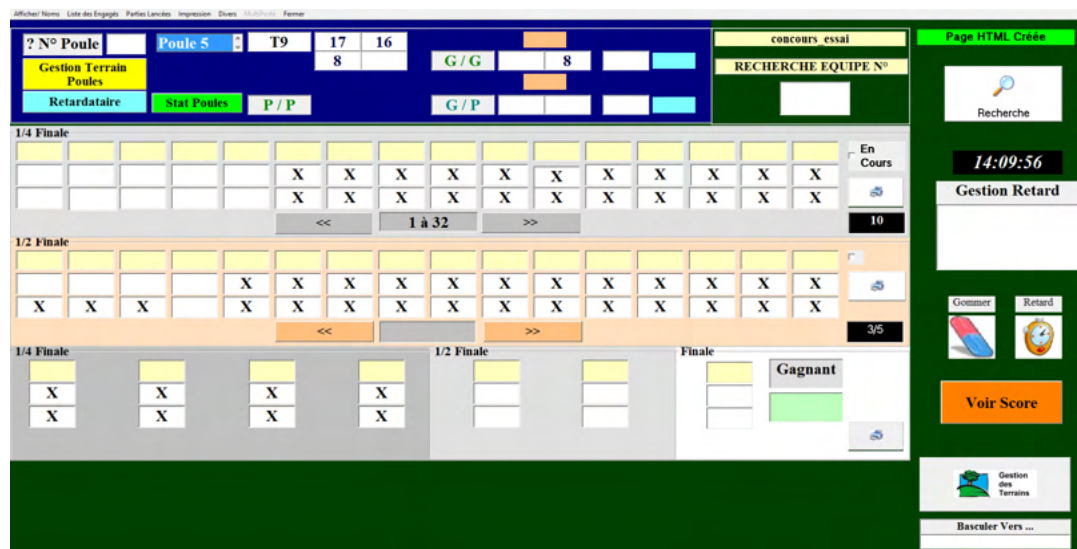 Afficher/ Noms Liste des Engagés Parties Lancées Impression Divers MultiPoste Fermer
? N° Poule Poule 5 T9 17 16 concours_essai Page HTML Créée
8 G / G 8
Gestion Terrain Poules RECHERCHE EQUIPE N°
Retardataire Stat Poules P / P G / P
Recherche
1/4 Finale
En Cours
14:09:56
X X X X X X X X X X X
X X X X X X X X X X X
Gestion Retard
<< 1 à 32 >> 10
1/2 Finale
X X X X X X X X X X X X
X X X X X X X X X X X X X X X
Gommer Retard
<< >> 3/5
1/4 Finale 1/2 Finale Finale
Gagnant
X X X X
X X X X
Voir Score
Gestion
des
Terrains
Basculer Vers ...